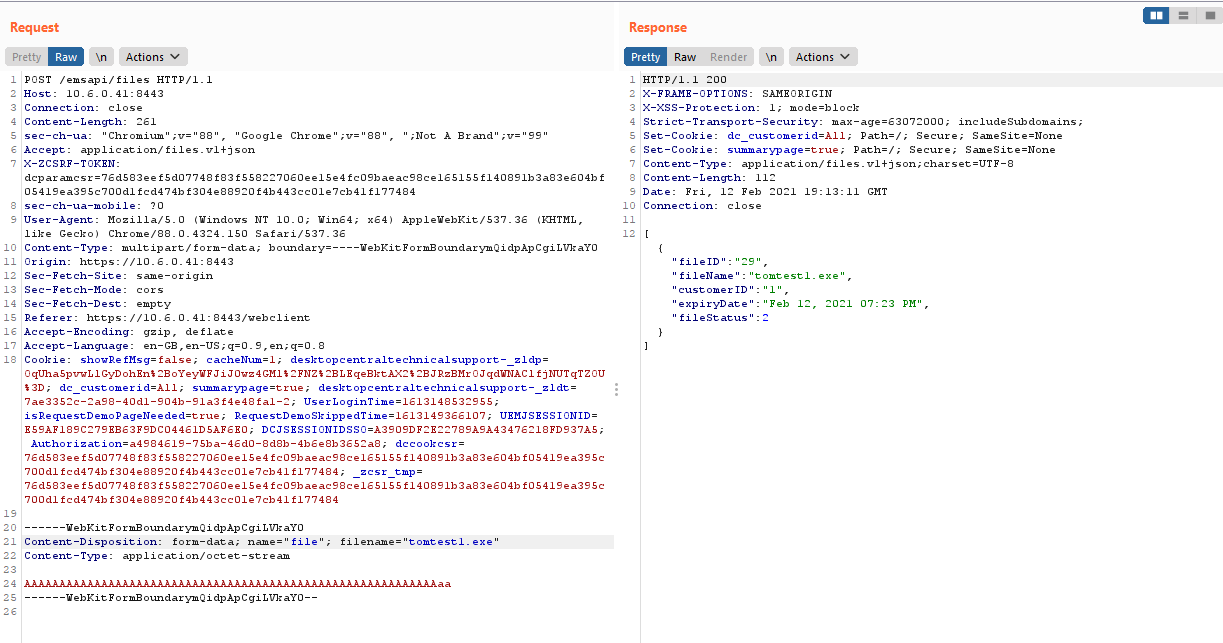 Request
Pretty Raw \n Actions
1 POST /emsapi/files HTTP/1.1
2 Host: 10.6.0.41:8443
3 Connection: close
4 Content-Length: 261
5 sec-ch-ua: "Chromium";v="88", "Google Chrome";v="88", ";Not A Brand";v="99"
6 Accept: application/files.v1+json
7 X-ZCSRF-TOKEN:
dcparamcsr=76d583eef5d07748f83f558227060ee15e4fc09baeac98ce165155f140891b3a83e604bf
05419ea395c700d1fcd474bf304e88920f4b443cc01e7cb41f177484
8 sec-ch-ua-mobile: ?0
9 User-Agent: Mozilla/5.0 (Windows NT 10.0; Win64; x64) AppleWebKit/537.36 (KHTML,
like Gecko) Chrome/88.0.4324.150 Safari/537.36
10 Content-Type: multipart/form-data; boundary=----WebKitFormBoundarymQidpApCgiLVkaYO
11 Origin: https://10.6.0.41:8443
12 Sec-Fetch-Site: same-origin
13 Sec-Fetch-Mode: cors
14 Sec-Fetch-Dest: empty
15 Referer: https://10.6.0.41:8443/webclient
16 Accept-Encoding: gzip, deflate
17 Accept-Language: en-GB,en-US;q=0.9,en;q=0.8
18 Cookie: showRefMsg=false; cacheNum=1; desktopcentraltechnicalsupport-_zldp=
%3D; dc_customerid=All; summarypage=true; desktopcentraltechnicalsupport-_zldt=
7ae3352c-2a98-40d1-904b-91a3f4e48fa1-2; UserLoginTime=1613148532955;
isRequestDemoPageNeeded=true; RequestDemoSkippedTime=1613149366107; UEMJSESSIONID=
E59AF189C279EB63F9DC04461D5AF6E0; DCJSESSIONIDSSO=A3909DF2E22789A9A43476218FD937A5;
_Authorization=a4984619-75ba-46d0-8d8b-4b6e8b3652a8; dccookcsr=
76d583eef5d07748f83f558227060ee15e4fc09baeac98ce165155f140891b3a83e604bf05419ea395c
700d1fcd474bf304e88920f4b443cc01e7cb41f177484; _zcsr_tmp=
76d583eef5d07748f83f558227060ee15e4fc09baeac98ce165155f140891b3a83e604bf05419ea395c
700d1fcd474bf304e88920f4b443cc01e7cb41f177484
19
20 ------WebKitFormBoundarymQidpApCgiLVkaYO
21 Content-Disposition: form-data; name="file"; filename="tomtest1.exe"
22 Content-Type: application/octet-stream
23
24 AAAAAAAAAAAAAAAAAAAAAAAAAAAAAAAAAAAAAAAAAAAAAAAAAAAAAAAAAAAaa
25 ------WebKitFormBoundarymQidpApCgiLVkaYO--
26
Response
Pretty Raw Render \n Actions
1 HTTP/1.1 200
2 X-FRAME-OPTIONS: SAMEORIGIN
3 X-XSS-Protection: 1; mode=block
4 Strict-Transport-Security: max-age=63072000; includeSubdomains;
5 Set-Cookie: dc_customerid=All; Path=/; Secure; SameSite=None
6 Set-Cookie: summarypage=true; Path=/; Secure; SameSite=None
7 Content-Type: application/files.v1+json;charset=UTF-8
8 Content-Length: 112
9 Date: Fri, 12 Feb 2021 19:13:11 GMT
10 Connection: close
11
12 [
{
"fileID":"29",
"fileName":"tomtest1.exe",
"customerID":"1",
"expiryDate":"Feb 12, 2021 07:23 PM",
"fileStatus":2
}
]